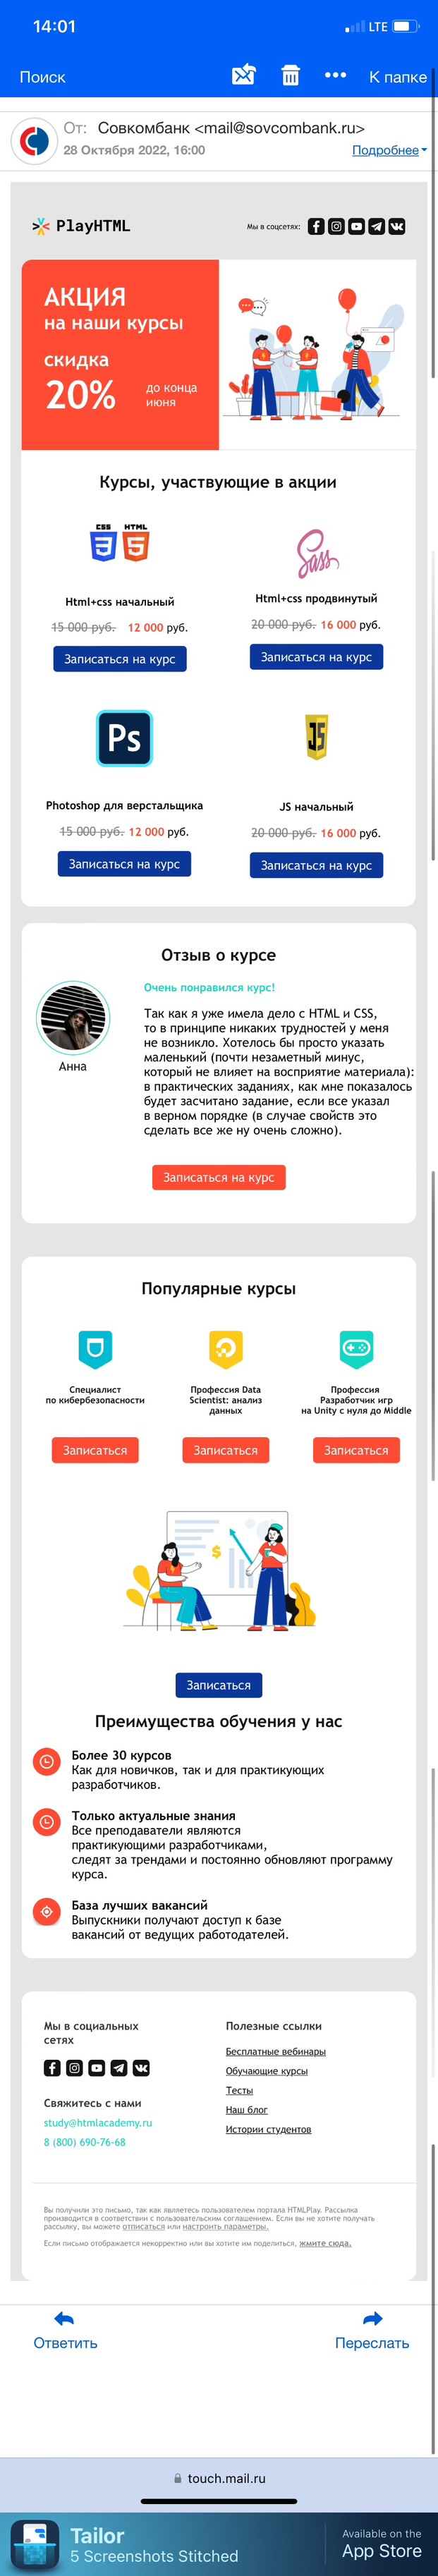 14:01
LTE
Поиск
К папке
От: Совкомбанк <mail@sovcombank.ru>
28 Октября 2022, 16:00
Подробнее
PlayHTML
Мы в соцсетях:
АКЦИЯ
на наши курсы
скидка
20%
до конца
июня
Курсы, участвующие в акции
CSS HTML
Sass
Html+css начальный
Html+css продвинутый
15 000 руб. 12 000 руб.
20 000 руб. 16 000 руб.
Записаться на курс
Записаться на курс
Ps
JS
Photoshop для верстальщика
JS начальный
15 000 руб. 12 000 руб.
20 000 руб. 16 000 руб.
Записаться на курс
Записаться на курс
Отзыв о курсе
Очень понравился курс!
Анна
Так как я уже имела дело с HTML и CSS,
то в принципе никаких трудностей у меня
не возникло. Хотелось бы просто указать
маленький (почти незаметный минус,
который не влияет на восприятие материала):
в практических заданиях, как мне показалось
будет засчитано задание, если все указал
в верном порядке (в случае свойств это
сделать все же ну очень сложно).
Записаться на курс
Популярные курсы
Специалист
по кибербезопасности
Профессия Data
Scientist: анализ
данных
Профессия
Разработчик игр
на Unity с нуля до Middle
Записаться
Записаться
Записаться
Записаться
Преимущества обучения у нас
Более 30 курсов
Как для новичков, так и для практикующих
разработчиков.
Только актуальные знания
Все преподаватели являются
практикующими разработчиками,
следят за трендами и постоянно обновляют программу
курса.
База лучших вакансий
Выпускники получают доступ к базе
вакансий от ведущих работодателей.
Мы в социальных
сетях
Свяжитесь с нами
study@htmlacademy.ru
8 (800) 690-76-68
Полезные ссылки
Бесплатные вебинары
Обучающие курсы
Тесты
Наш блог
Истории студентов
Вы получили это письмо, так как являетесь пользователем портала HTMLPlay. Рассылка
производится в соответствии с пользовательским соглашением. Если вы не хотите получать
рассылку, вы можете отписаться или настроить параметры.
Если письмо отображается некорректно или вы хотите им поделиться, жмите сюда.
Ответить
Переслать
touch.mail.ru
Tailor
5 Screenshots Stitched
Available on the
App Store